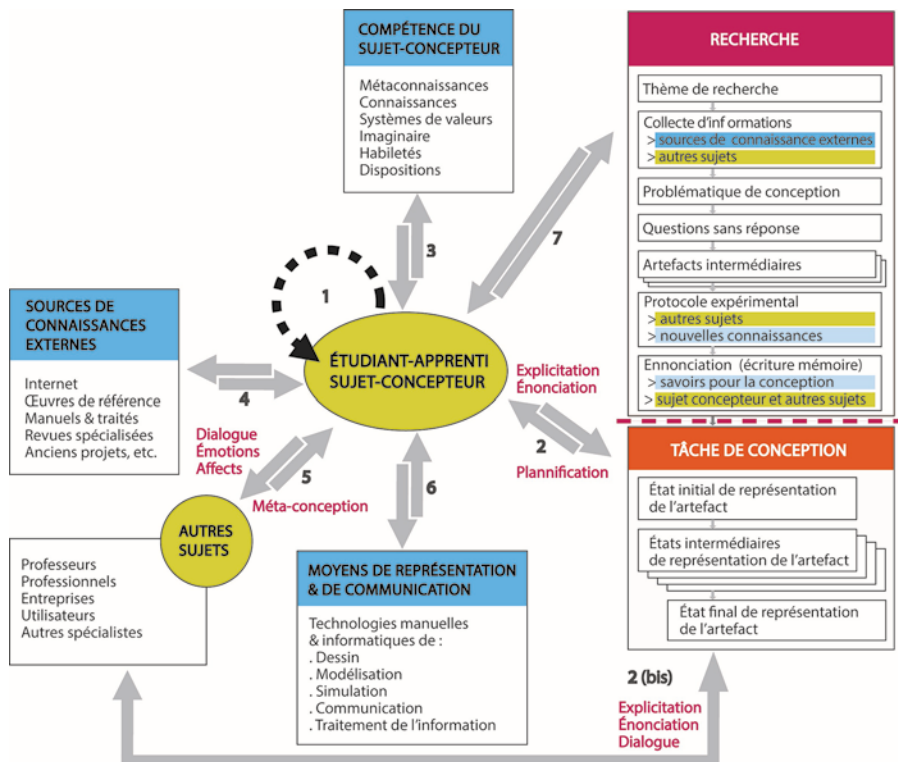 COMPÉTENCE DU
SUJET-CONCEPTEUR
Métaconnaissances
Connaissances
Systèmes de valeurs
Imaginaire
Habiletés
Dispositions
RECHERCHE
Thème de recherche
Collecte d'inf ormations
> sources de connaissance externes
> autres sujets
Problématique de conception
Questions sans réponse
Artefacts intermédiaires
Protocole expérimental
> autres sujets
> nouvelles connaissances
Ennonciation (écriture mémoire)
> savoirs pour la conception
> sujet concepteur et autres sujets
3
7
1
SOURCES DE
CONNAISSANCES
EXTERNES
Internet
Œuvres de référence
Manuels & traités
Revues spécialisées
Anciens projets, etc.
4
ÉTUDIANT-APPRENTI
SUJET-CONCEPTEUR
Explicitation
Énonciation
2
Plannification
Dialogue
Émotions
Affects
5
Méta-conception
6
TÂCHE DE CONCEPTION
État initial de représentation
de l'artefact
États intermédiaires
de représentation de l'artefact
État final de représentation
de l'artefact
AUTRES
SUJETS
Professeurs
Professionnels
Entreprises
Utilisateurs
Autres spécialistes
MOYENS DE REPRÉSENTATION
& DE COMMUNICATION
Technologies manuelles
& informatiques de :
. Dessin
. Modélisation
. Simulation
. Communication
. Traitement de l'information
2 (bis)
Explicitation
Énonciation
Dialogue